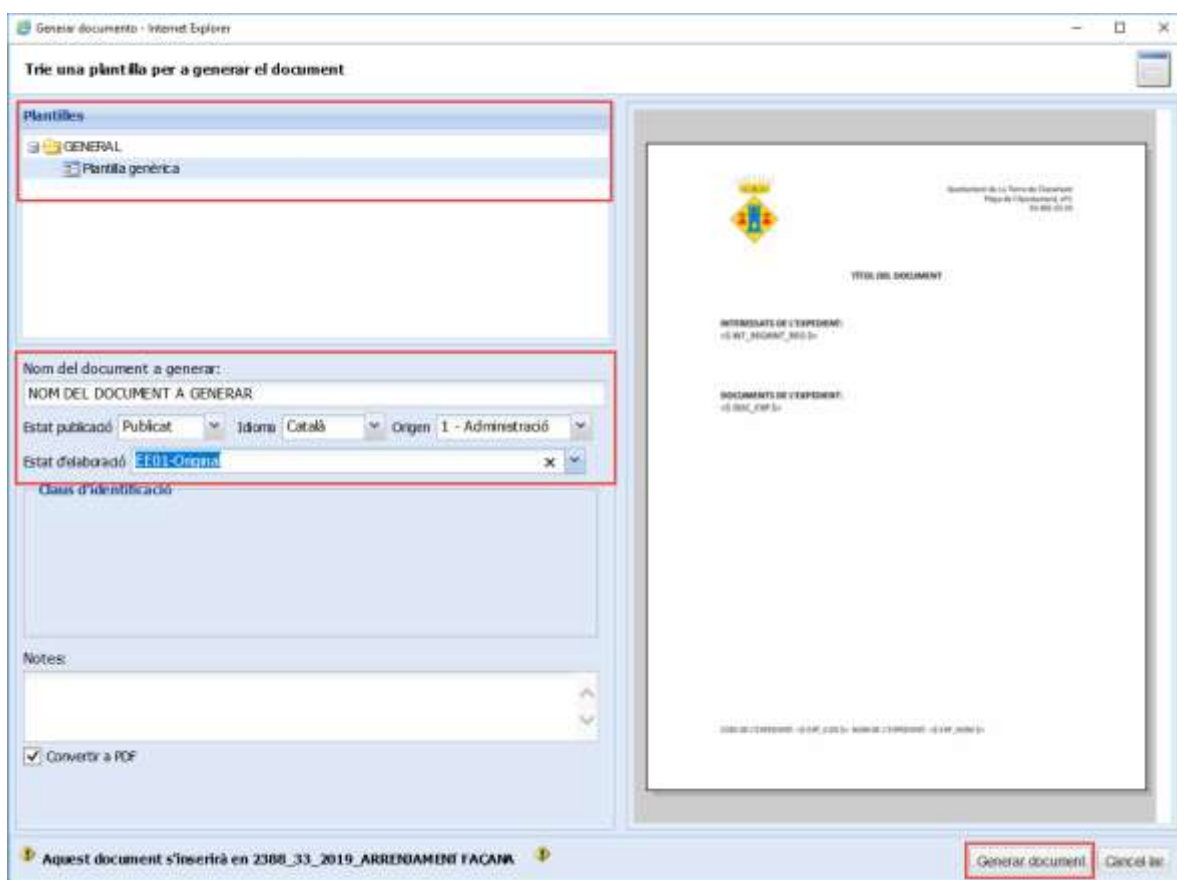 Generar documento - Internet Explorer
Trie una plantilla per a generar el document
Plantilles
GENERAL
Plantilla genèrica
Nom del document a generar:
NOM DEL DOCUMENT A GENERAR
Estat publicació Publicat Idioma Català Origen 1 - Administració
Estat d'elaboració EE01-Original
Claus d'identificació
Notes:
Convertir a PDF
TÍTOL DEL DOCUMENT
INTERESSATS DE L'EXPEDIENT:
DOCUMENTS DE L'EXPEDIENT:
Aquest document s'inserirà en 2388_33_2019_ARRENJAMENT FAÇANA
Generar document Cancel·lar